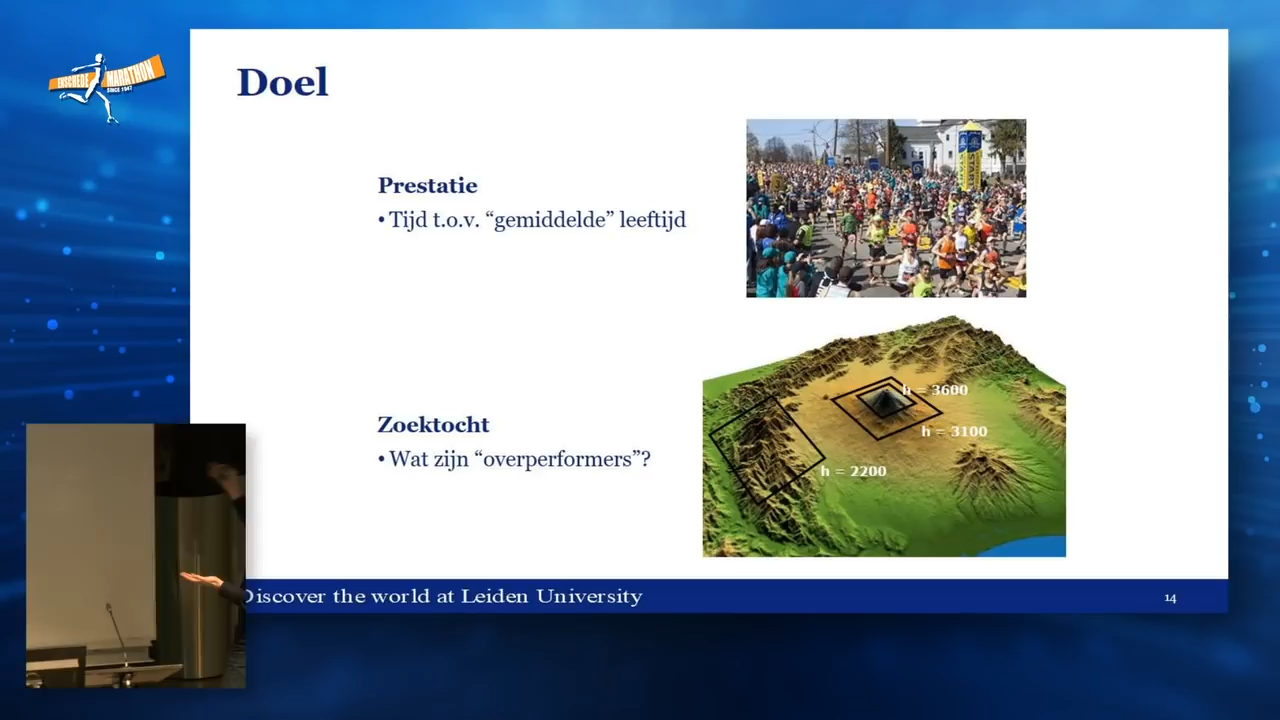 ENSCHEDE MARATHON
SINCE 1947
Doel
Prestatie
• Tijd t.o.v. “gemiddelde” leeftijd
h = 3600
h = 3100
Zoektocht
• Wat zijn “overperformers”?
h = 2200
Discover the world at Leiden University
14